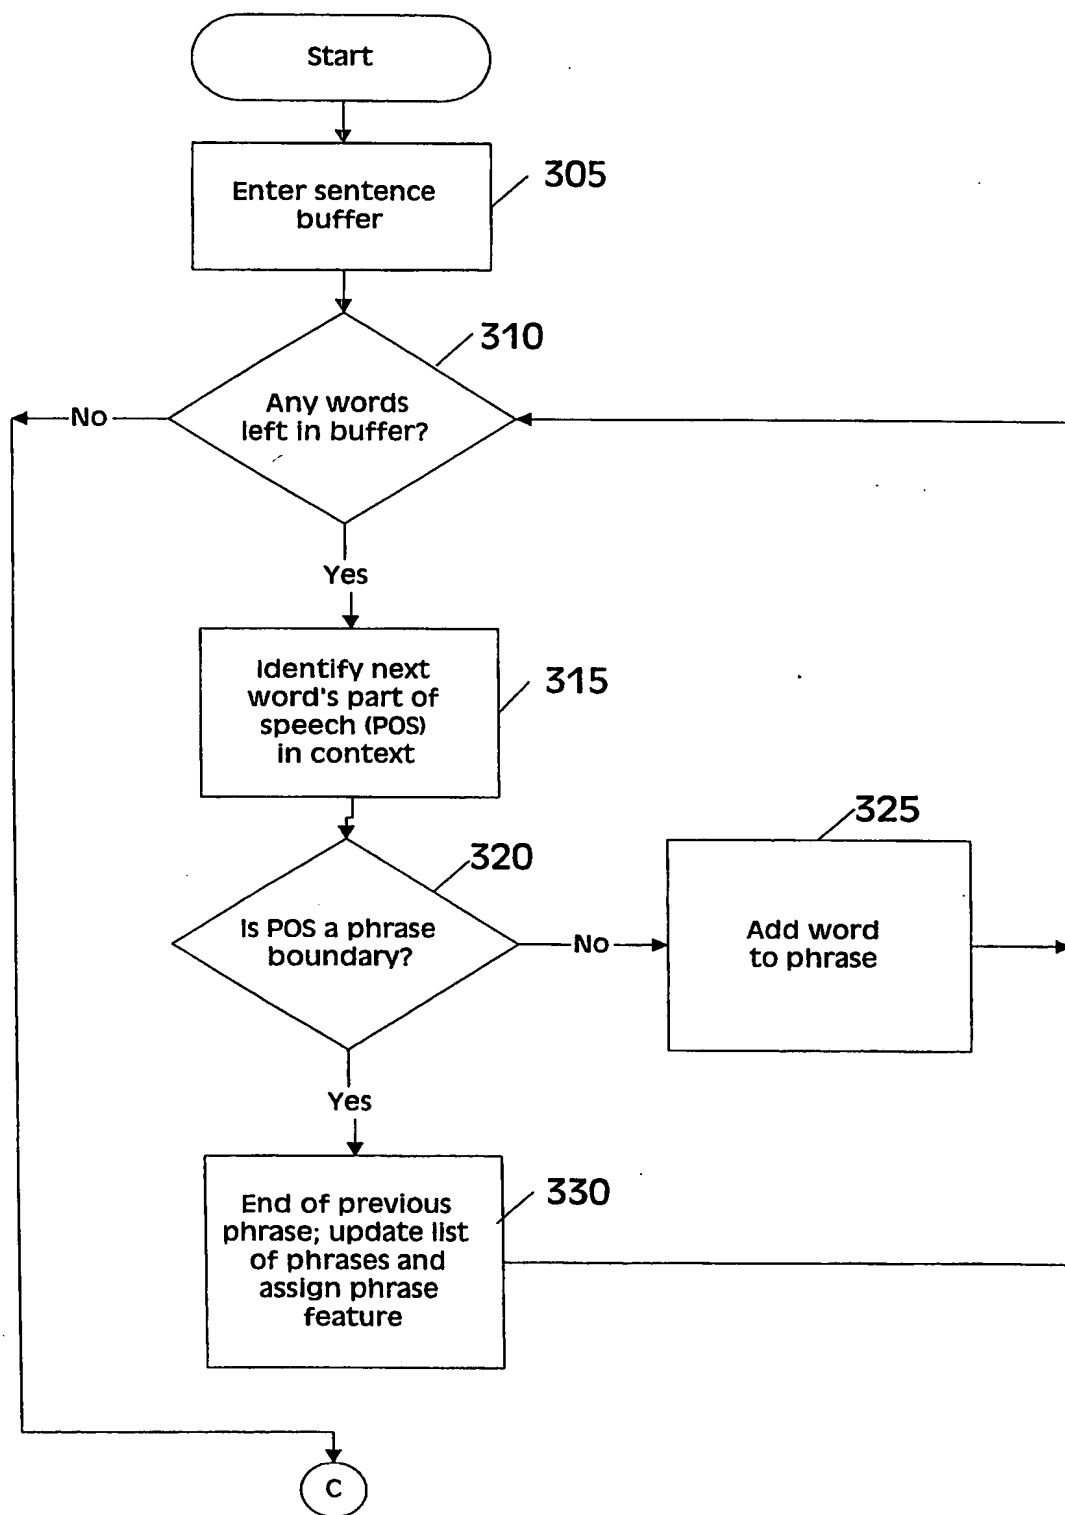 Start
Enter sentence
buffer
305
310
Any words
left in buffer?
No
Yes
Identify next
word's part of
speech (POS)
in context
315
320
Is POS a phrase
boundary?
No
325
Add word
to phrase
Yes
End of previous
phrase; update list
of phrases and
assign phrase
feature
330
C